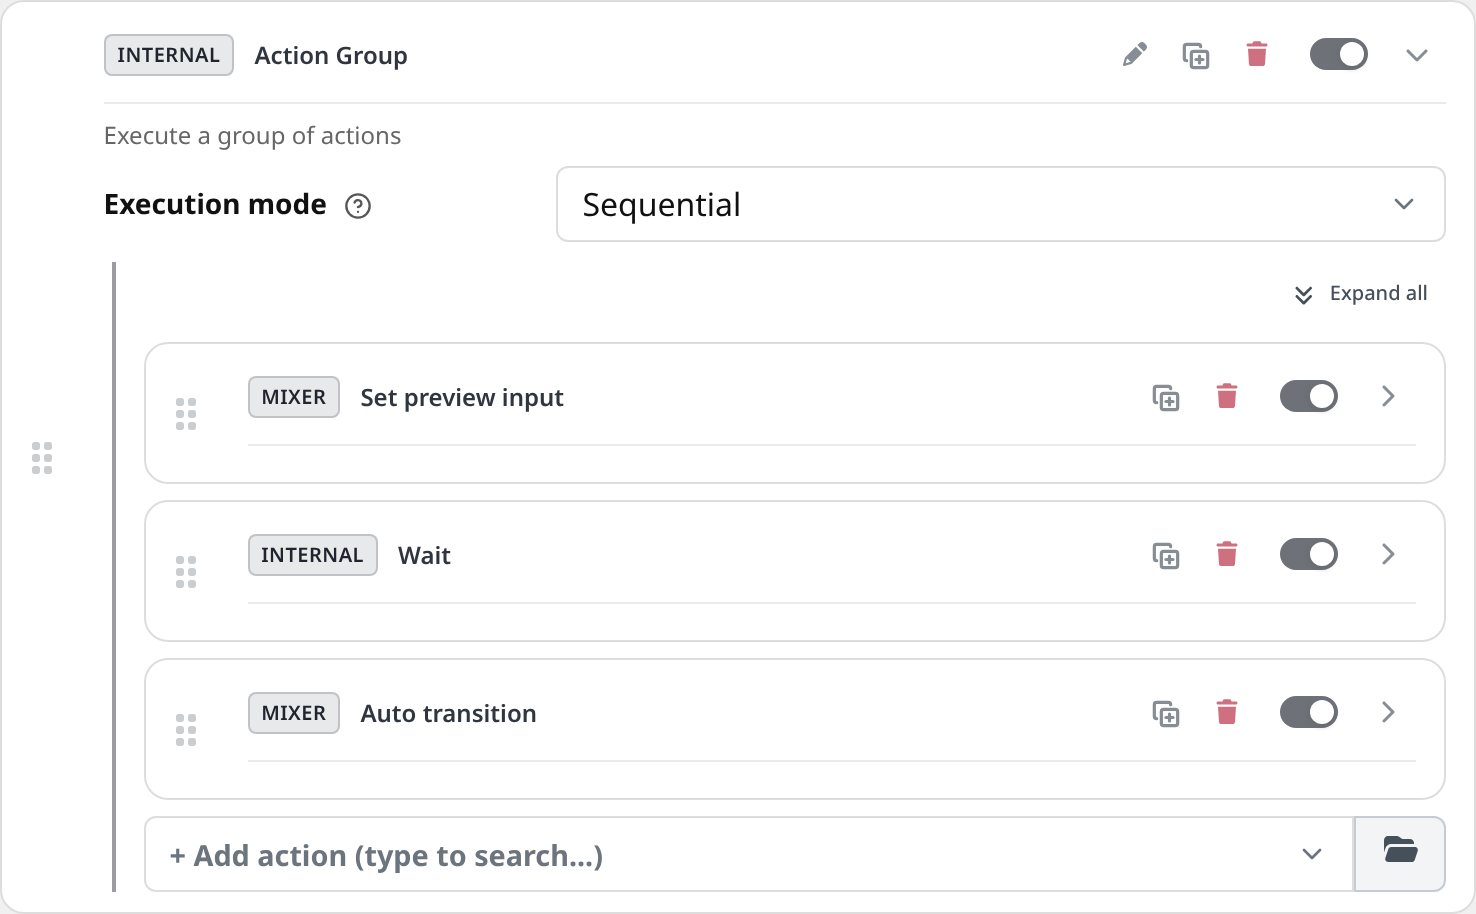 INTERNAL Action Group
Execute a group of actions
Execution mode
Sequential
Expand all
MIXER Set preview input
INTERNAL Wait
MIXER Auto transition
+ Add action (type to search...)